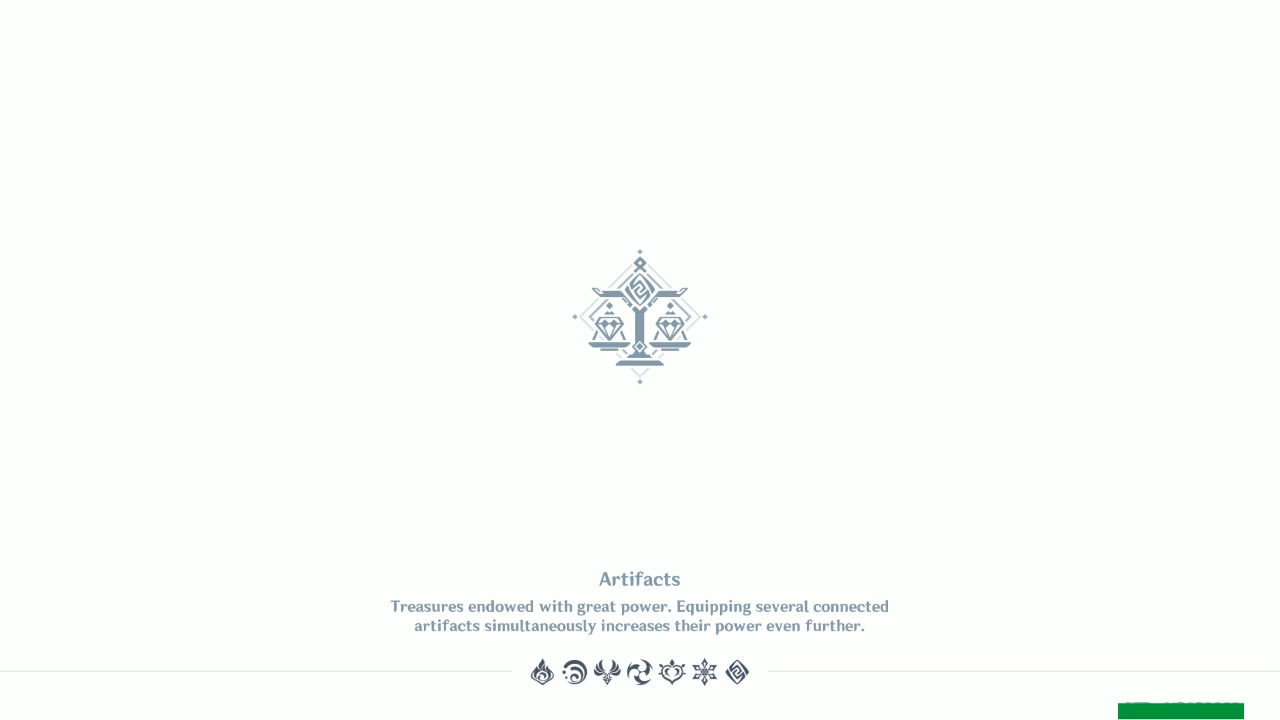 Artifacts
Treasures endowed with great power. Equipping several connected
artifacts simultaneously increases their power even further.